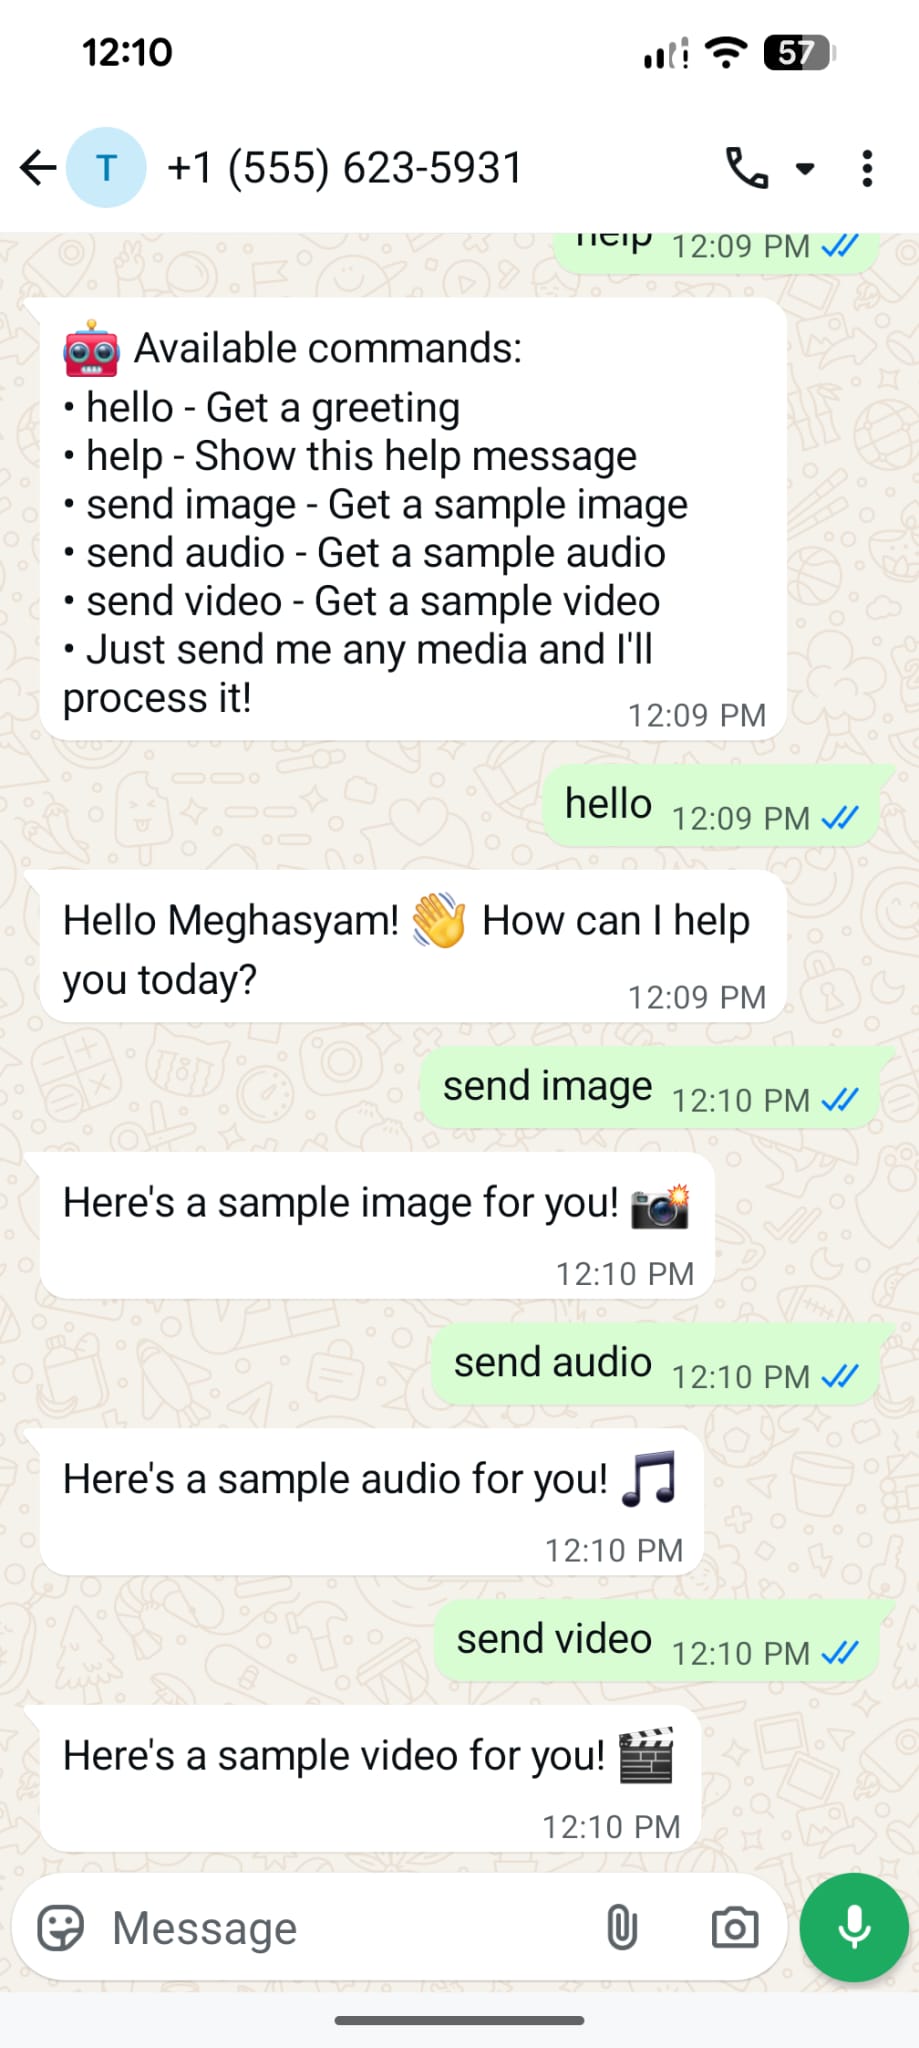 12:10
57
T +1 (555) 623-5931
help 12:09 PM
🤖 Available commands:
• hello - Get a greeting
• help - Show this help message
• send image - Get a sample image
• send audio - Get a sample audio
• send video - Get a sample video
• Just send me any media and I'll
process it!
12:09 PM
hello 12:09 PM
Hello Meghasyam! 👋 How can I help
you today?
12:09 PM
send image 12:10 PM
Here's a sample image for you! 📸
12:10 PM
send audio 12:10 PM
Here's a sample audio for you! 🎵
12:10 PM
send video 12:10 PM
Here's a sample video for you! 🎬
12:10 PM
Message